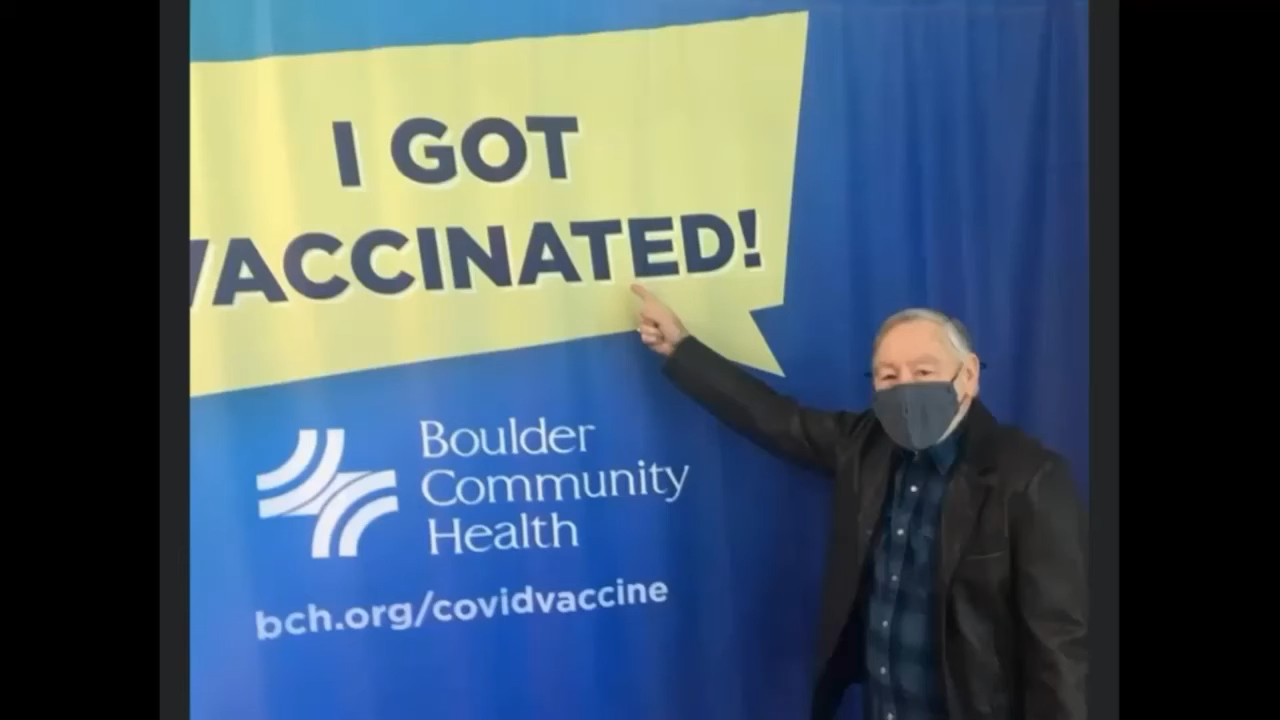 I GOT
VACCINATED!
Boulder
Community
Health
bch.org/covidvaccine